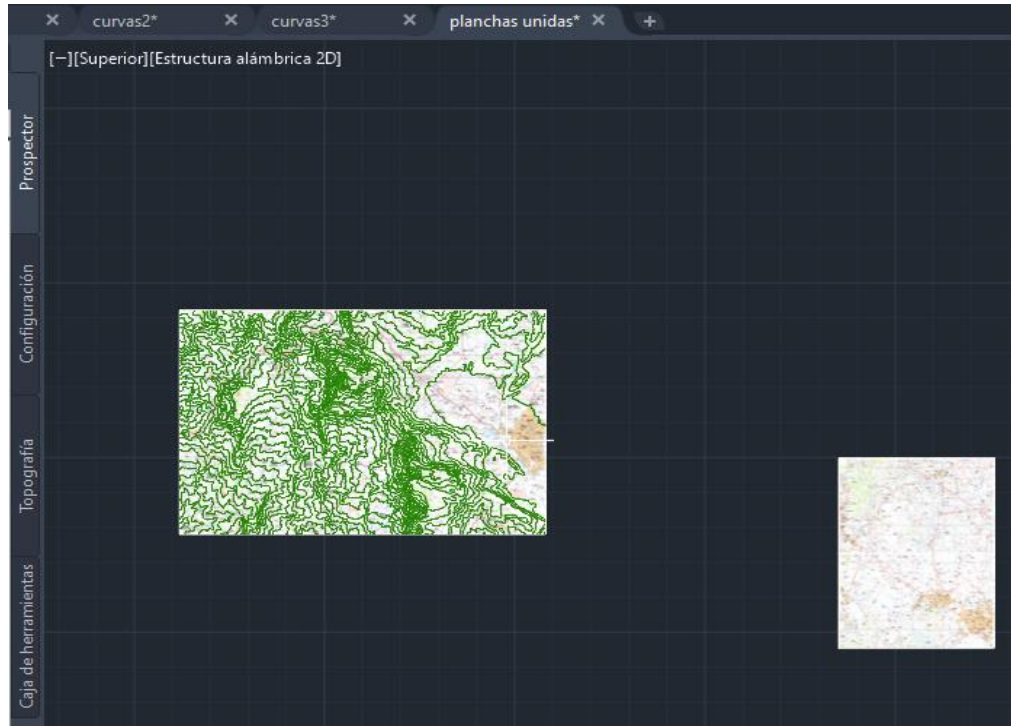 curvas2*
curvas3*
planchas unidas*
[−][Superior][Estructura alámbrica 2D]
Prospector
Configuración
Topografía
Caja de herramientas